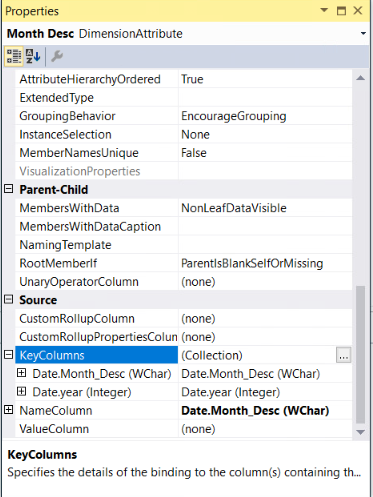 Properties
Month Desc DimensionAttribute
AttributeHierarchyOrdered True
ExtendedType
GroupingBehavior EncourageGrouping
InstanceSelection None
MemberNamesUnique False
VisualizationProperties
Parent-Child
MembersWithData NonLeafDataVisible
MembersWithDataCaption
NamingTemplate
RootMemberIf ParentIsBlankSelfOrMissing
UnaryOperatorColumn (none)
Source
CustomRollupColumn (none)
CustomRollupPropertiesColun (none)
KeyColumns (Collection) ...
Date.Month_Desc (WChar) Date.Month_Desc (WChar)
Date.year (Integer) Date.year (Integer)
NameColumn Date.Month_Desc (WChar)
ValueColumn (none)
KeyColumns
Specifies the details of the binding to the column(s) containing th...